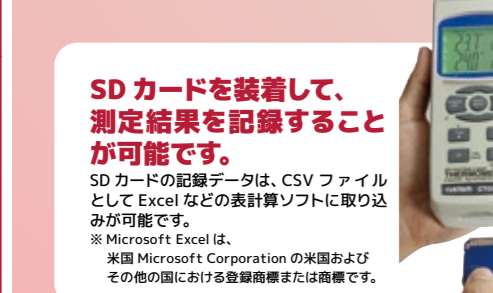 SD カードを装着して、
測定結果を記録すること
が可能です。
SD カードの記録データは、CSV ファイル
として Excel などの表計算ソフトに取り込
みが可能です。
※ Microsoft Excel は、
米国 Microsoft Corporation の米国および
その他の国における登録商標または商標です。